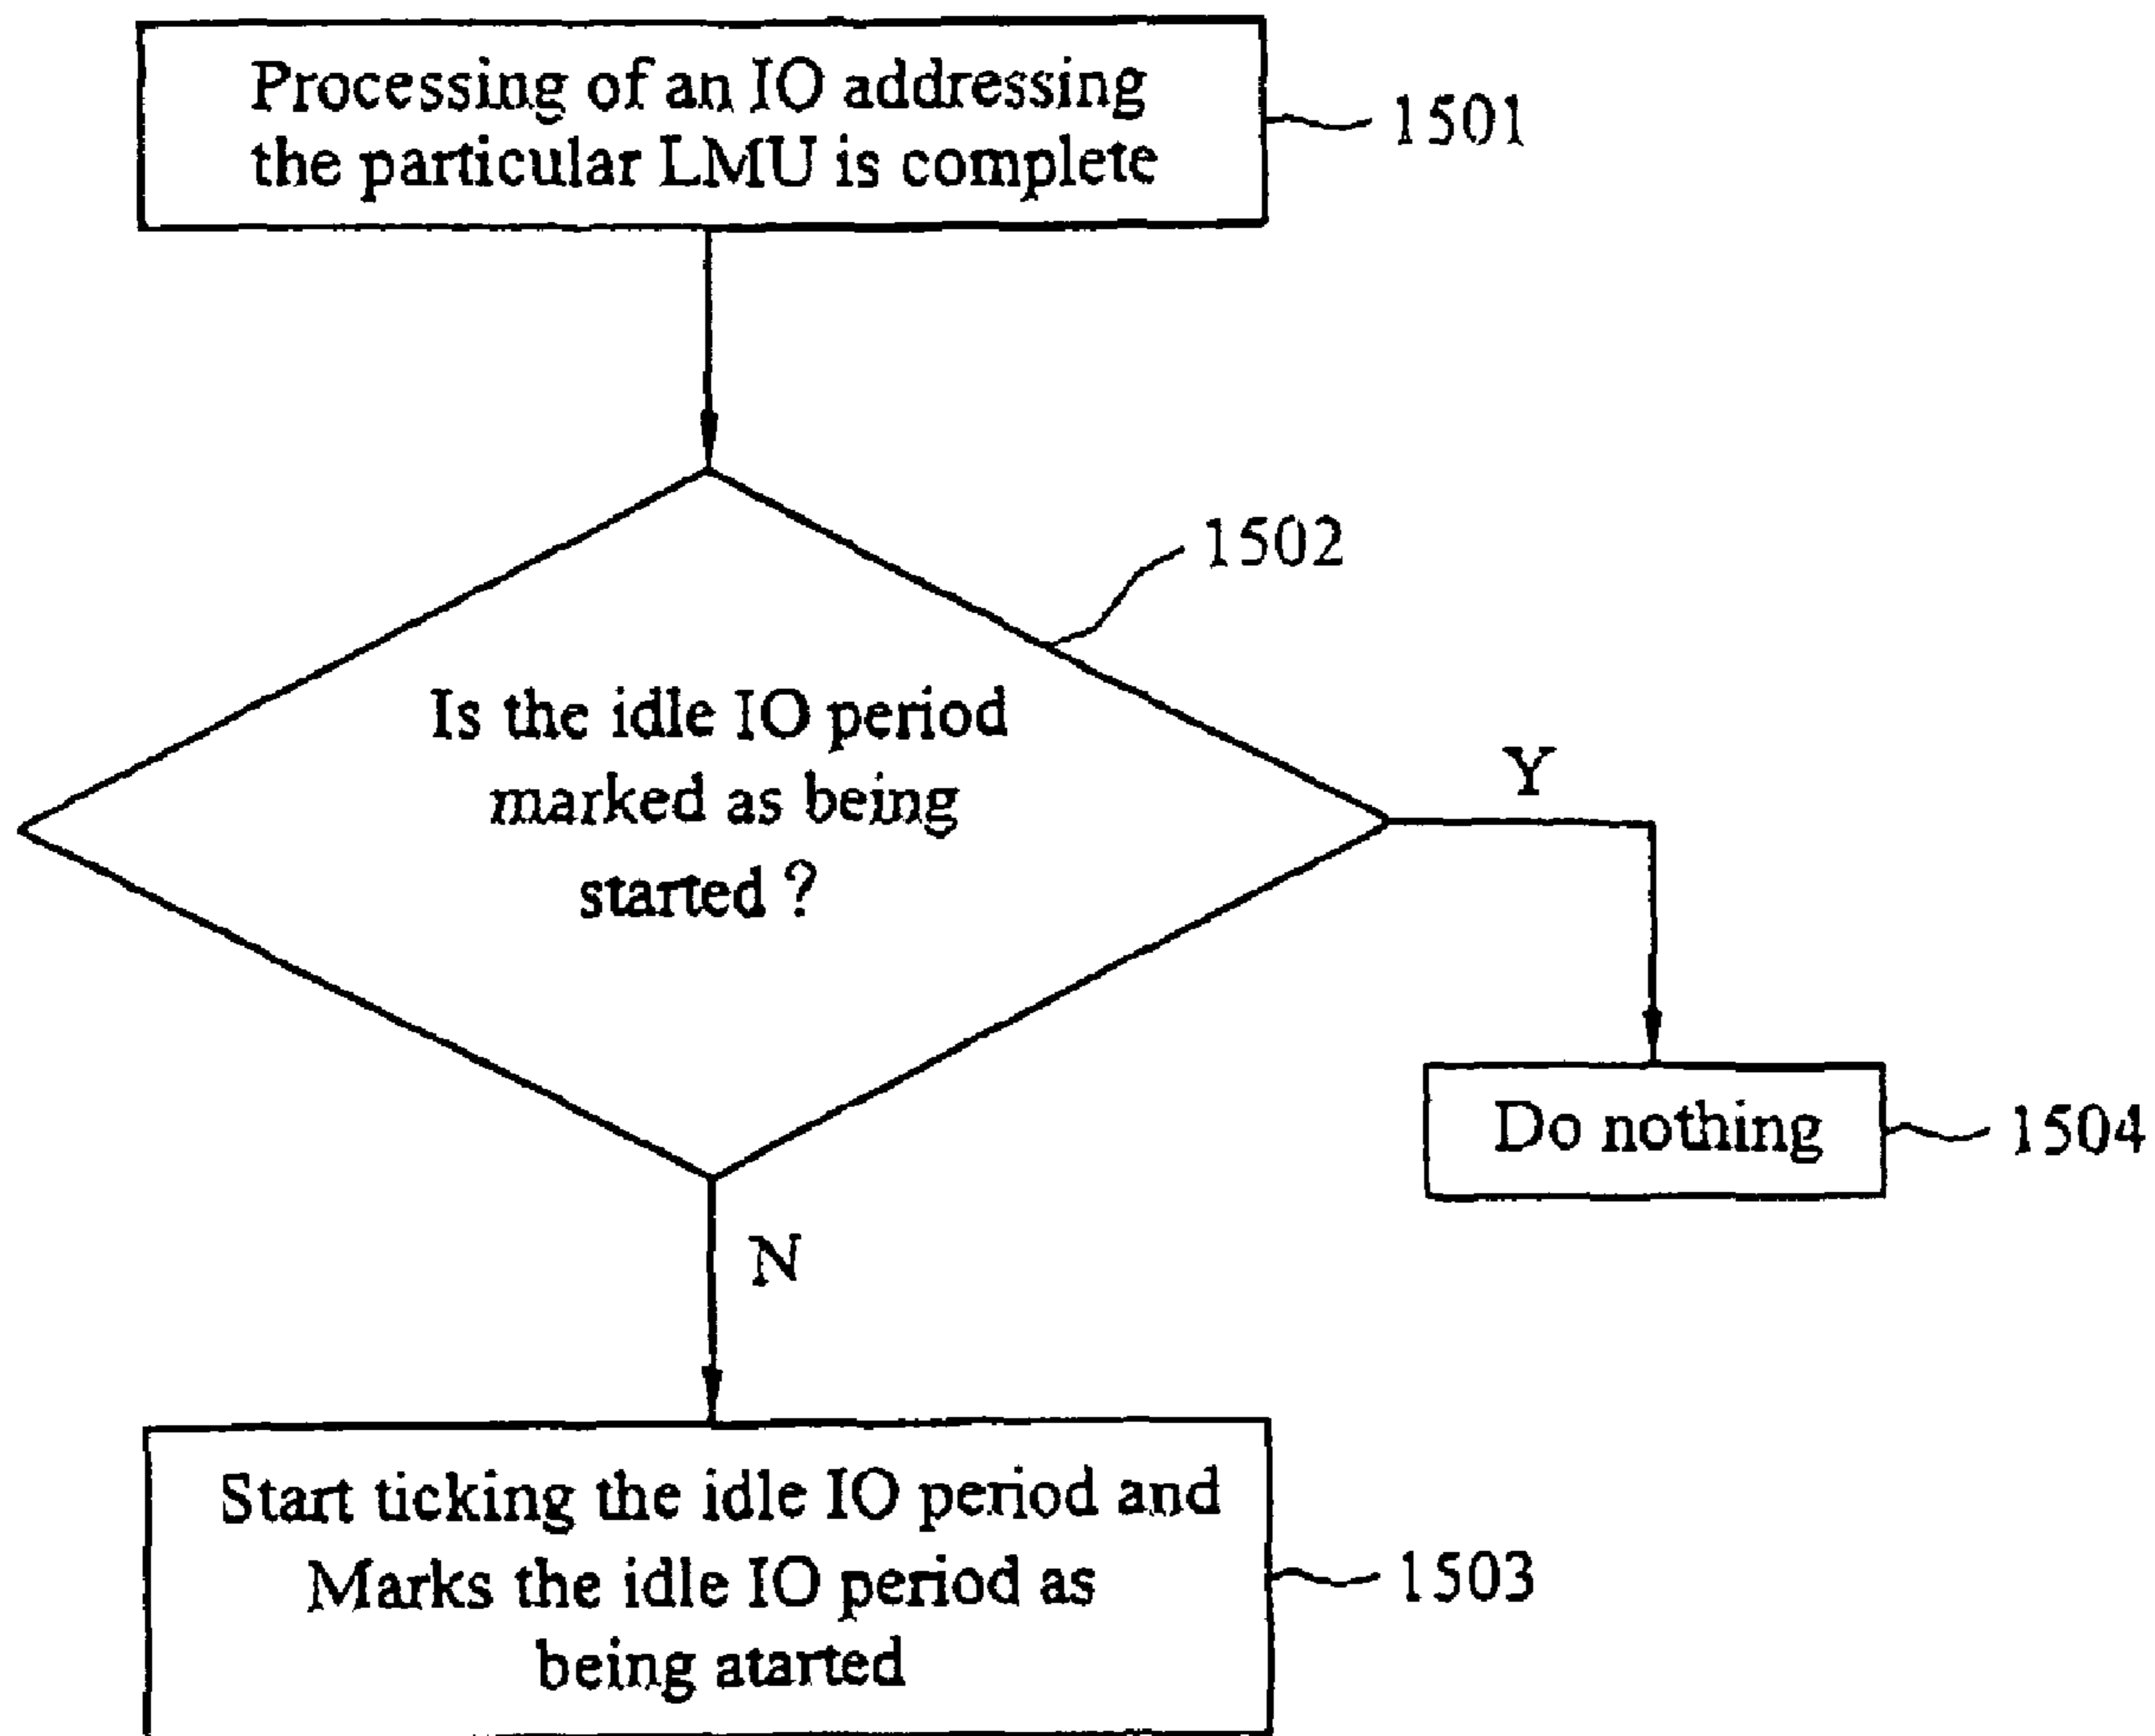 Processing of an IO addressing
the particular LMU is complete
1501
1502
Is the idle IO period
marked as being
started ?
Y
Do nothing
1504
N
Start ticking the idle IO period and
Marks the idle IO period as
being atarted
1503